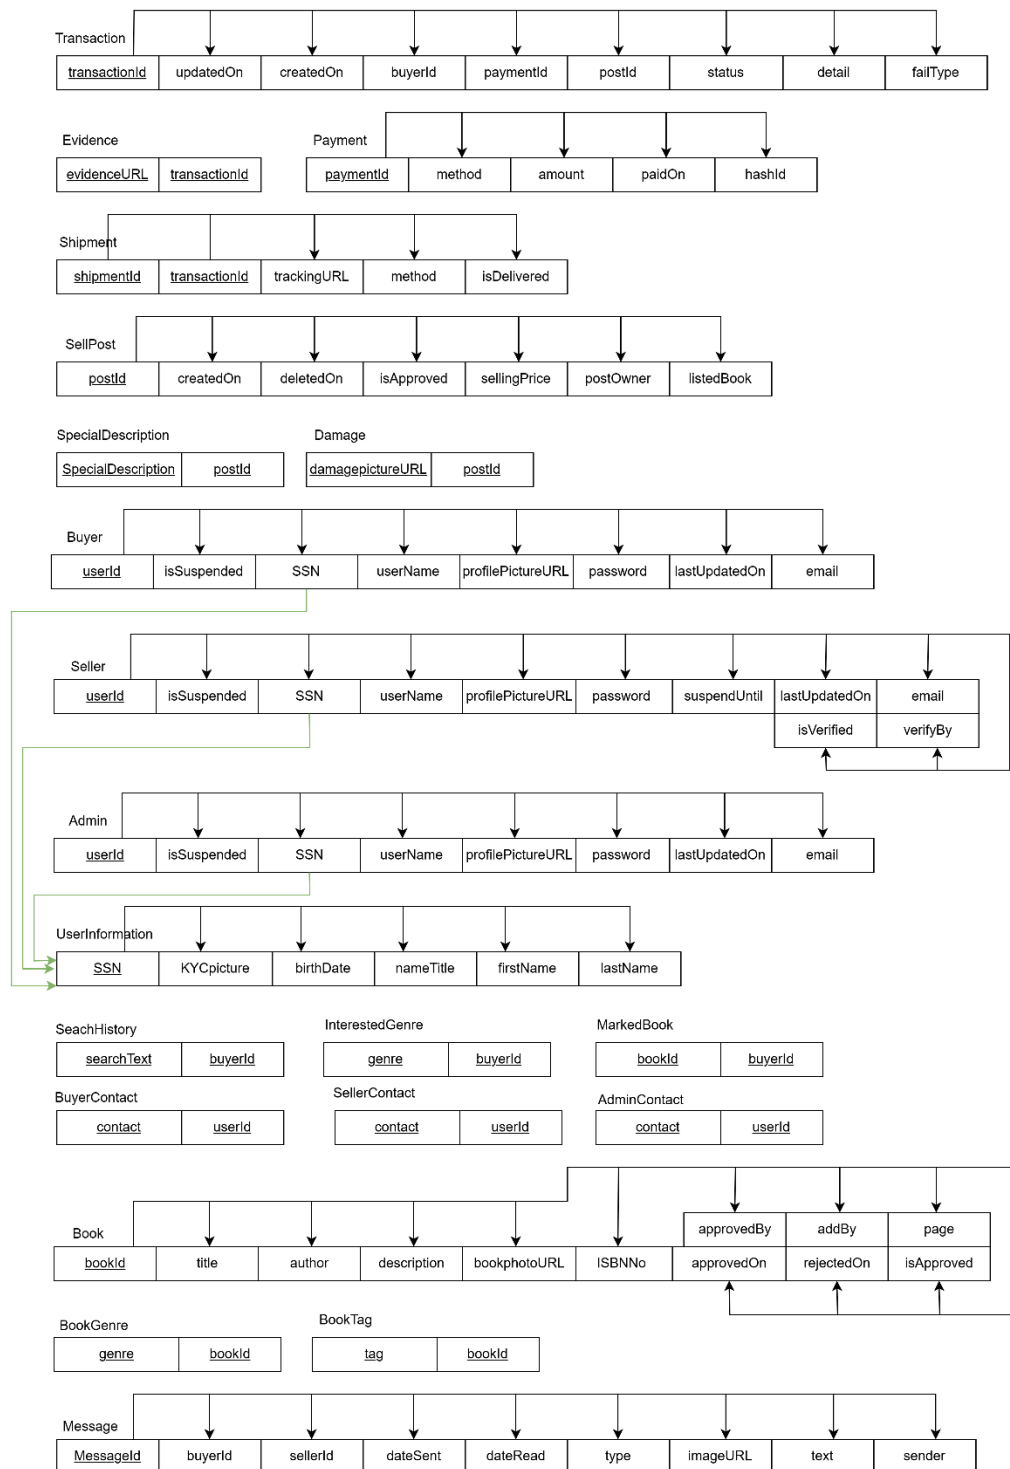 Transaction
transactionId updatedOn createdOn buyerId paymentId postId status detail failType
Evidence
evidenceURL transactionId
Payment
paymentId method amount paidOn hashId
Shipment
shipmentId transactionId trackingURL method isDelivered
SellPost
postId createdOn deletedOn isApproved sellingPrice postOwner listedBook
SpecialDescription
SpecialDescription postId
Damage
damagepictureURL postId
Buyer
userId isSuspended SSN userName profilePictureURL password lastUpdatedOn email
Seller
userId isSuspended SSN userName profilePictureURL password suspendUntil lastUpdatedOn email
isVerified verifyBy
Admin
userId isSuspended SSN userName profilePictureURL password lastUpdatedOn email
UserInformation
SSN KYCpicture birthDate nameTitle firstName lastName
SeachHistory
searchText buyerId
InterestedGenre
genre buyerId
MarkedBook
bookId buyerId
BuyerContact
contact userId
SellerContact
contact userId
AdminContact
contact userId
Book
approvedBy addBy page
bookId title author description bookphotoURL ISBNNo approvedOn rejectedOn isApproved
BookGenre
genre bookId
BookTag
tag bookId
Message
MessageId buyerId sellerId dateSent dateRead type imageURL text sender